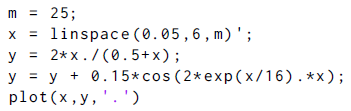 m = 25;
x = linspace(0.05,6,m)';
y = 2*x./(0.5+x);
y = y + 0.15*cos(2*exp(x/16).*x);
plot(x,y,'.')